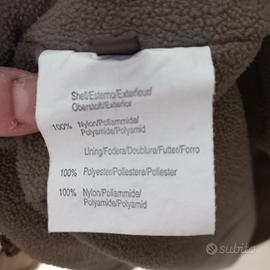 Shell/Esterno/Exterieur/
Oberstoff/Exterior
100% Nylon/Poliammide/
Polyamide/Polyamid
Lining/Fodera/Doublure/Futter/Forro
100% Polyester/Poliestere/Poliester
100% Nylon/Poliammide/
Polyamide/Polyamid
subito